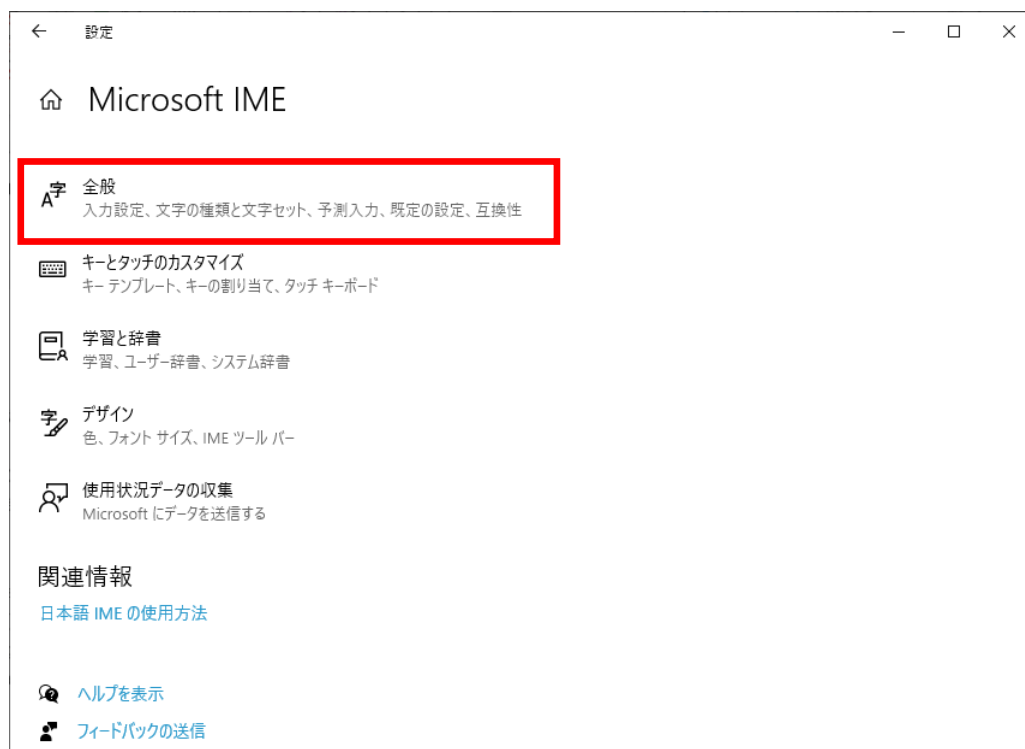 設定
Microsoft IME
全般
入力設定、文字の種類と文字セット、予測入力、既定の設定、互換性
キーとタッチのカスタマイズ
キー テンプレート、キーの割り当て、タッチ キーボード
学習と辞書
学習、ユーザー辞書、システム辞書
デザイン
色、フォント サイズ、IME ツール バー
使用状況データの収集
Microsoft にデータを送信する
関連情報
日本語 IME の使用方法
ヘルプを表示
フィードバックの送信